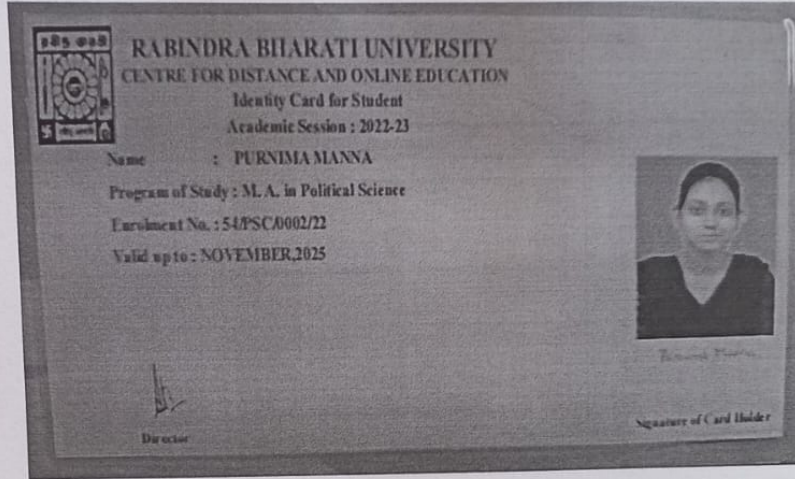 RABINDRA BHARATI UNIVERSITY
CENTRE FOR DISTANCE AND ONLINE EDUCATION
Identity Card for Student
Academic Session : 2022-23
Name : PURNIMA MANNA
Program of Study : M. A. in Political Science
Enrolment No. : 54/PSC/0002/22
Valid up to : NOVEMBER,2025
Purnima Manna
Director
Signature of Card Holder